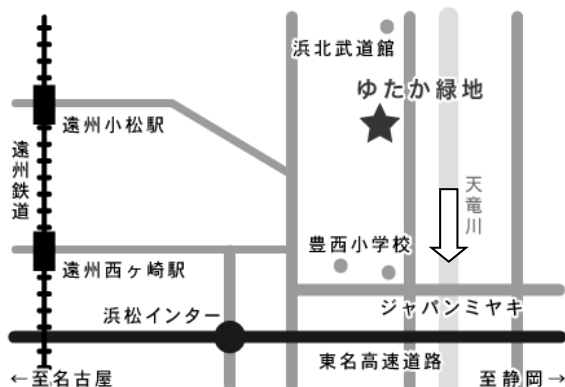 浜北武道館
ゆたか緑地
遠州小松駅
遠州鉄道
天竜川
豊西小学校
遠州西ヶ崎駅
ジャパンミヤキ
浜松インター
東名高速道路
←至名古屋
至静岡→